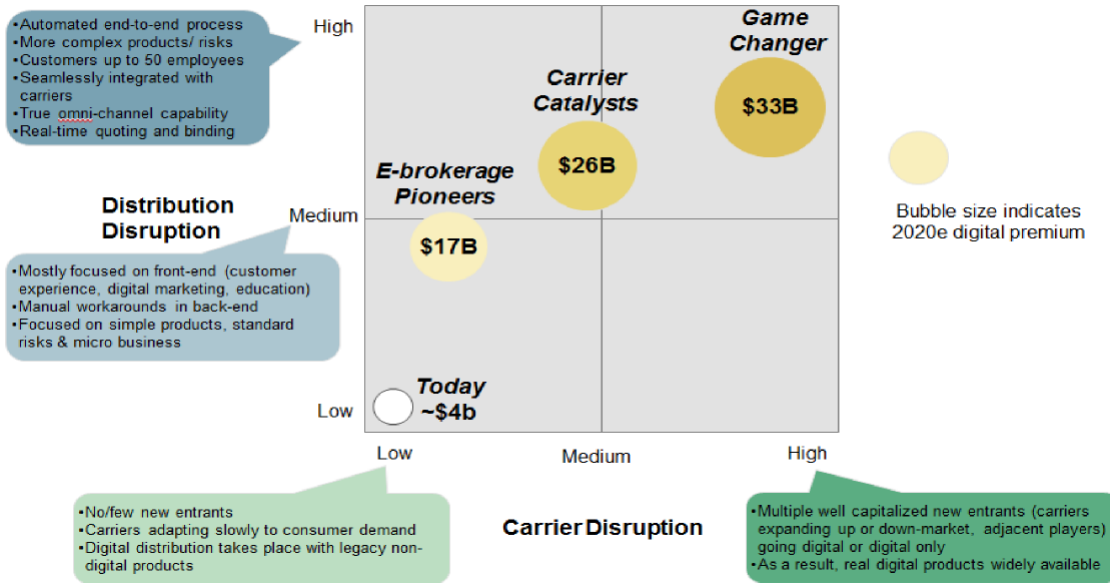 •Automated end-to-end process
•More complex products/ risks
•Customers up to 50 employees
•Seamlessly integrated with
carriers
•True omni-channel capability
•Real-time quoting and binding
High
Game
Changer
$33B
Carrier
Catalysts
$26B
E-brokerage
Pioneers
$17B
Distribution
Disruption
Medium
Bubble size indicates
2020e digital premium
•Mostly focused on front-end (customer
experience, digital marketing, education)
•Manual workarounds in back-end
•Focused on simple products, standard
risks & micro business
Today
~$4b
Low
Low
Medium
High
•No/few new entrants
•Carriers adapting slowly to consumer demand
•Digital distribution takes place with legacy non-
digital products
Carrier Disruption
•Multiple well capitalized new entrants (carriers
expanding up or down-market, adjacent players)
going digital or digital only
•As a result, real digital products widely available